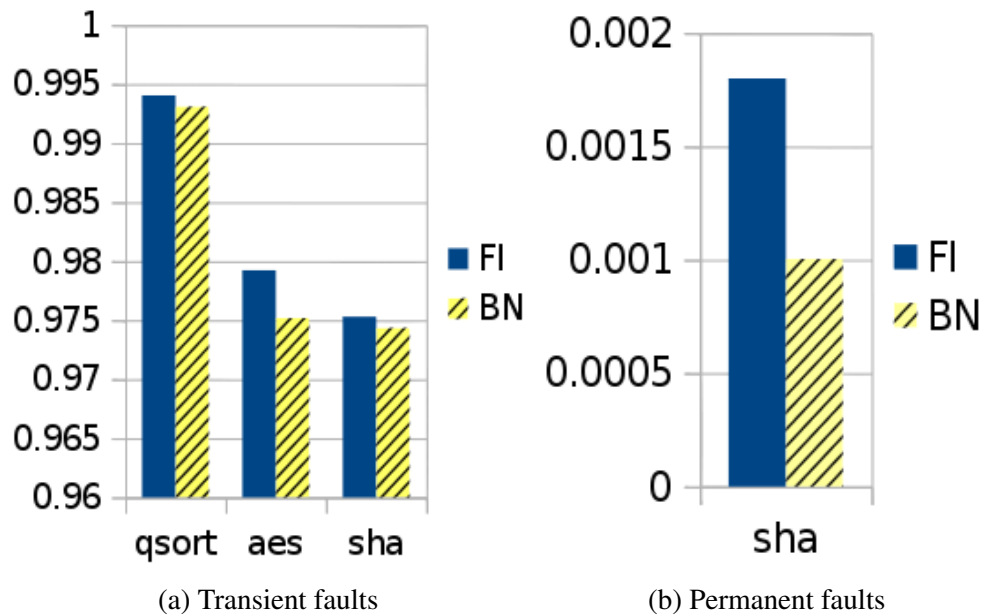 1
0.995
0.99
0.985
0.98
0.975
0.97
0.965
0.96
qsort aes sha
FI
BN
(a) Transient faults
0.002
0.0015
0.001
0.0005
0
sha
FI
BN
(b) Permanent faults